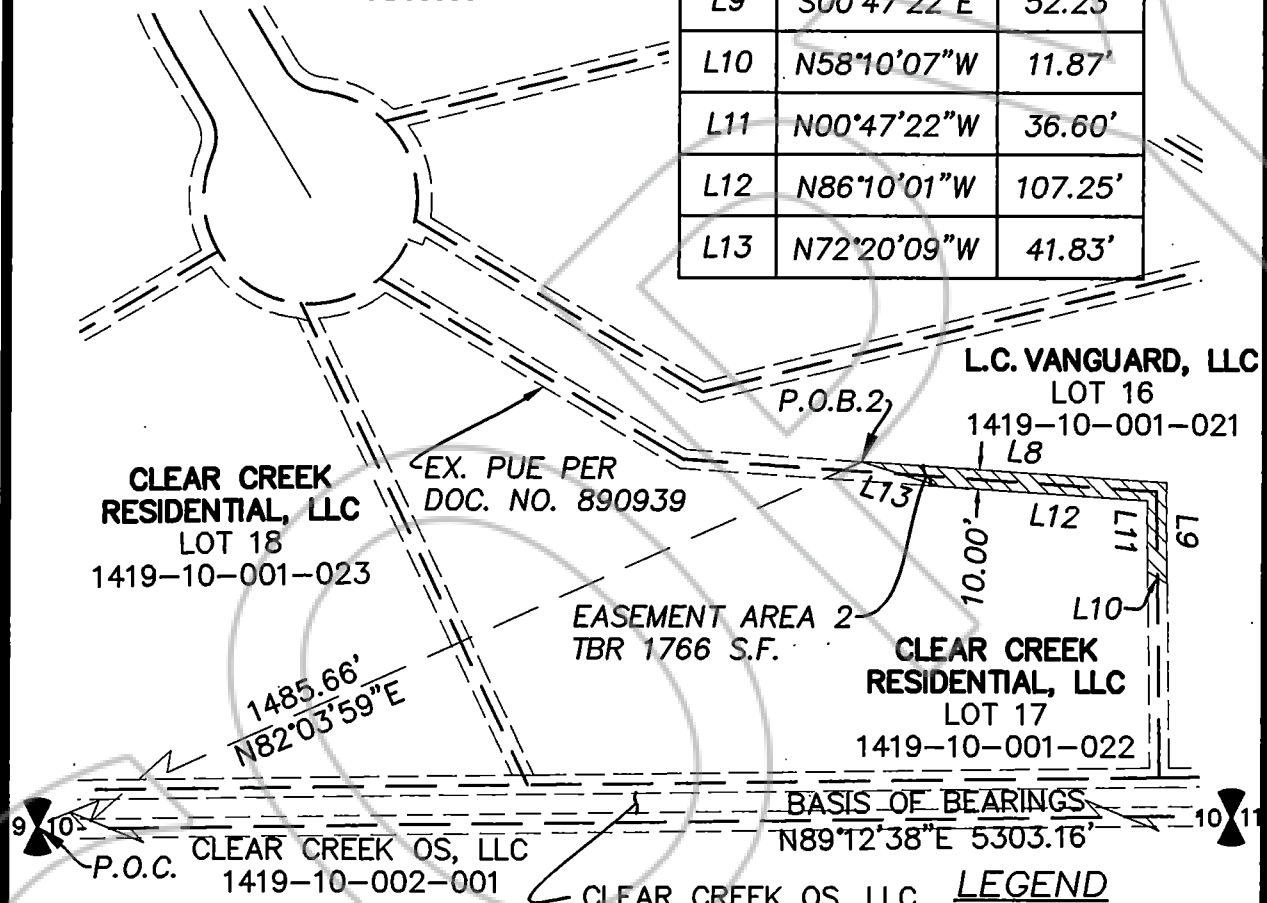 L9 S00°47'22"E 52.23'
L10 N58°10'07"W 11.87'
L11 N00°47'22"W 36.60'
L12 N86°10'01"W 107.25'
L13 N72°20'09"W 41.83'
L.C. VANGUARD, LLC
LOT 16
1419-10-001-021
P.O.B.2
L8
L13
L12
L11
L9
10.00'
L10
EX. PUE PER
DOC. NO. 890939
CLEAR CREEK
RESIDENTIAL, LLC
LOT 18
1419-10-001-023
EASEMENT AREA 2
TBR 1766 S.F.
CLEAR CREEK
RESIDENTIAL, LLC
LOT 17
1419-10-001-022
1485.66'
N82°03'59"E
BASIS OF BEARINGS
N89°12'38"E 5303.16'
9 10
10 11
P.O.C.
CLEAR CREEK OS, LLC
1419-10-002-001
CLEAR CREEK OS, LLC
LEGEND